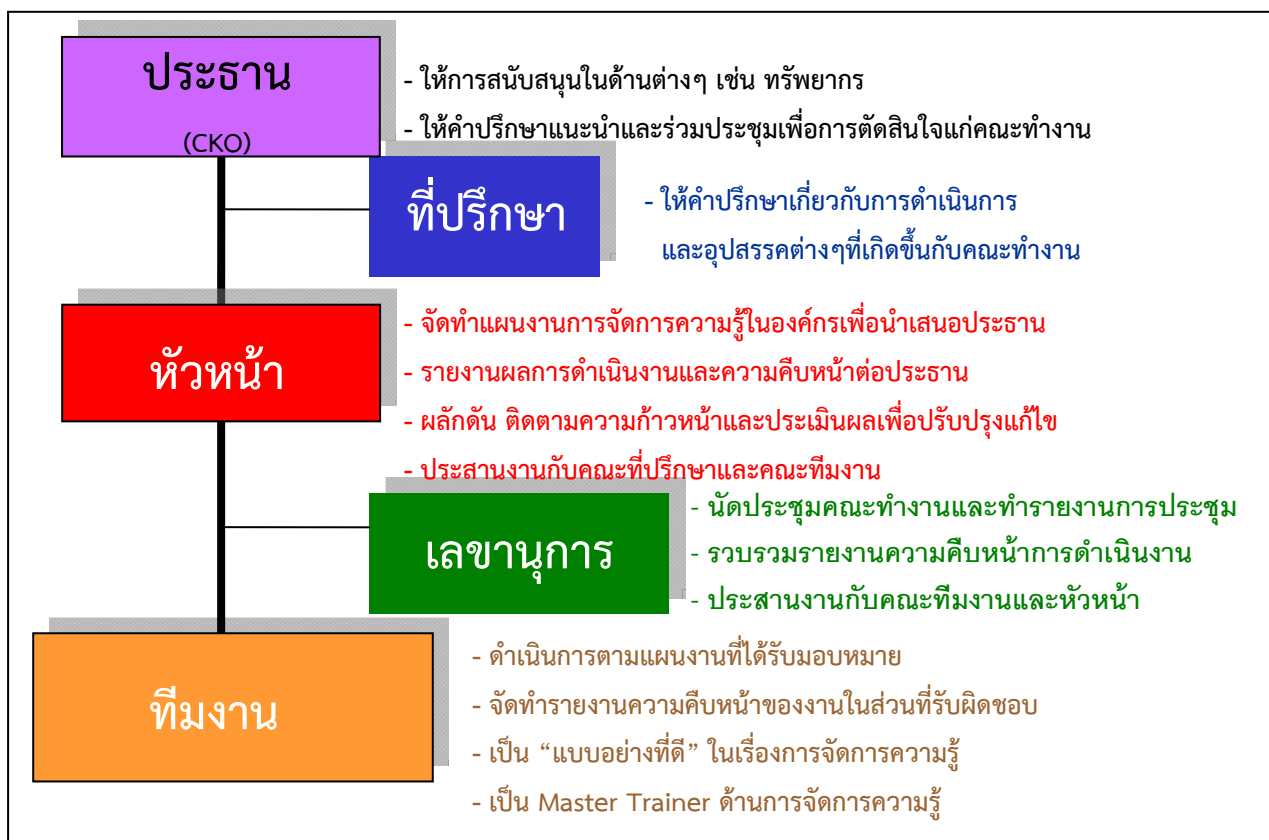 ประธาน
(CKO)
- ให้การสนับสนุนในด้านต่างๆ เช่น ทรัพยากร
- ให้คำปรึกษาแนะนำและร่วมประชุมเพื่อการตัดสินใจแก่คณะทำงาน
ที่ปรึกษา
- ให้คำปรึกษาเกี่ยวกับการดำเนินการ
และอุปสรรคต่างๆที่เกิดขึ้นกับคณะทำงาน
หัวหน้า
- จัดทำแผนงานการจัดการความรู้ในองค์กรเพื่อนำเสนอประธาน
- รายงานผลการดำเนินงานและความคืบหน้าต่อประธาน
- ผลักดัน ติดตามความก้าวหน้าและประเมินผลเพื่อปรับปรุงแก้ไข
- ประสานงานกับคณะที่ปรึกษาและคณะทีมงาน
เลขานุการ
- นัดประชุมคณะทำงานและทำรายงานการประชุม
- รวบรวมรายงานความคืบหน้าการดำเนินงาน
- ประสานงานกับคณะทีมงานและหัวหน้า
ทีมงาน
- ดำเนินการตามแผนงานที่ได้รับมอบหมาย
- จัดทำรายงานความคืบหน้าของงานในส่วนที่รับผิดชอบ
- เป็น “แบบอย่างที่ดี” ในเรื่องการจัดการความรู้
- เป็น Master Trainer ด้านการจัดการความรู้